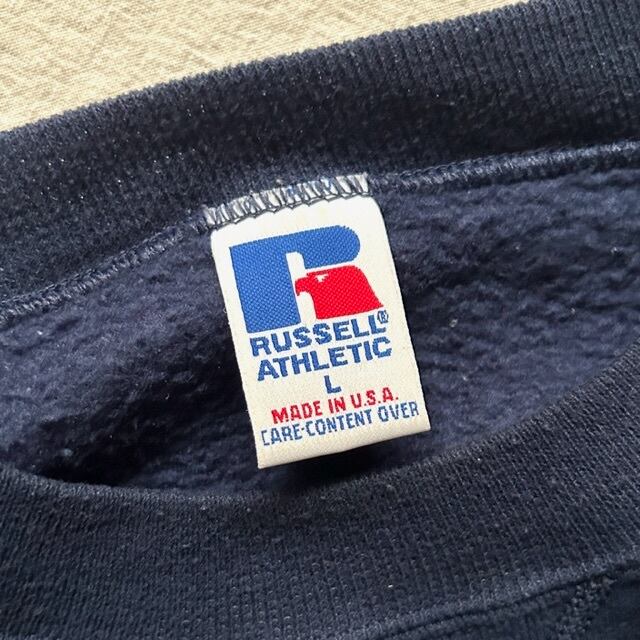 RUSSELL®
ATHLETIC
L
MADE IN U.S.A.
CARE-CONTENT OVER